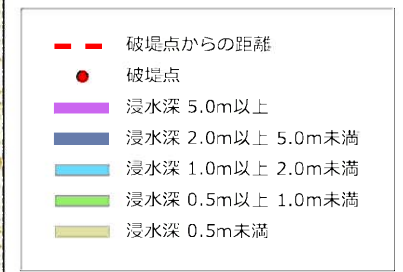 破堤点からの距離
破堤点
浸水深 5.0m以上
浸水深 2.0m以上 5.0m未満
浸水深 1.0m以上 2.0m未満
浸水深 0.5m以上 1.0m未満
浸水深 0.5m未満